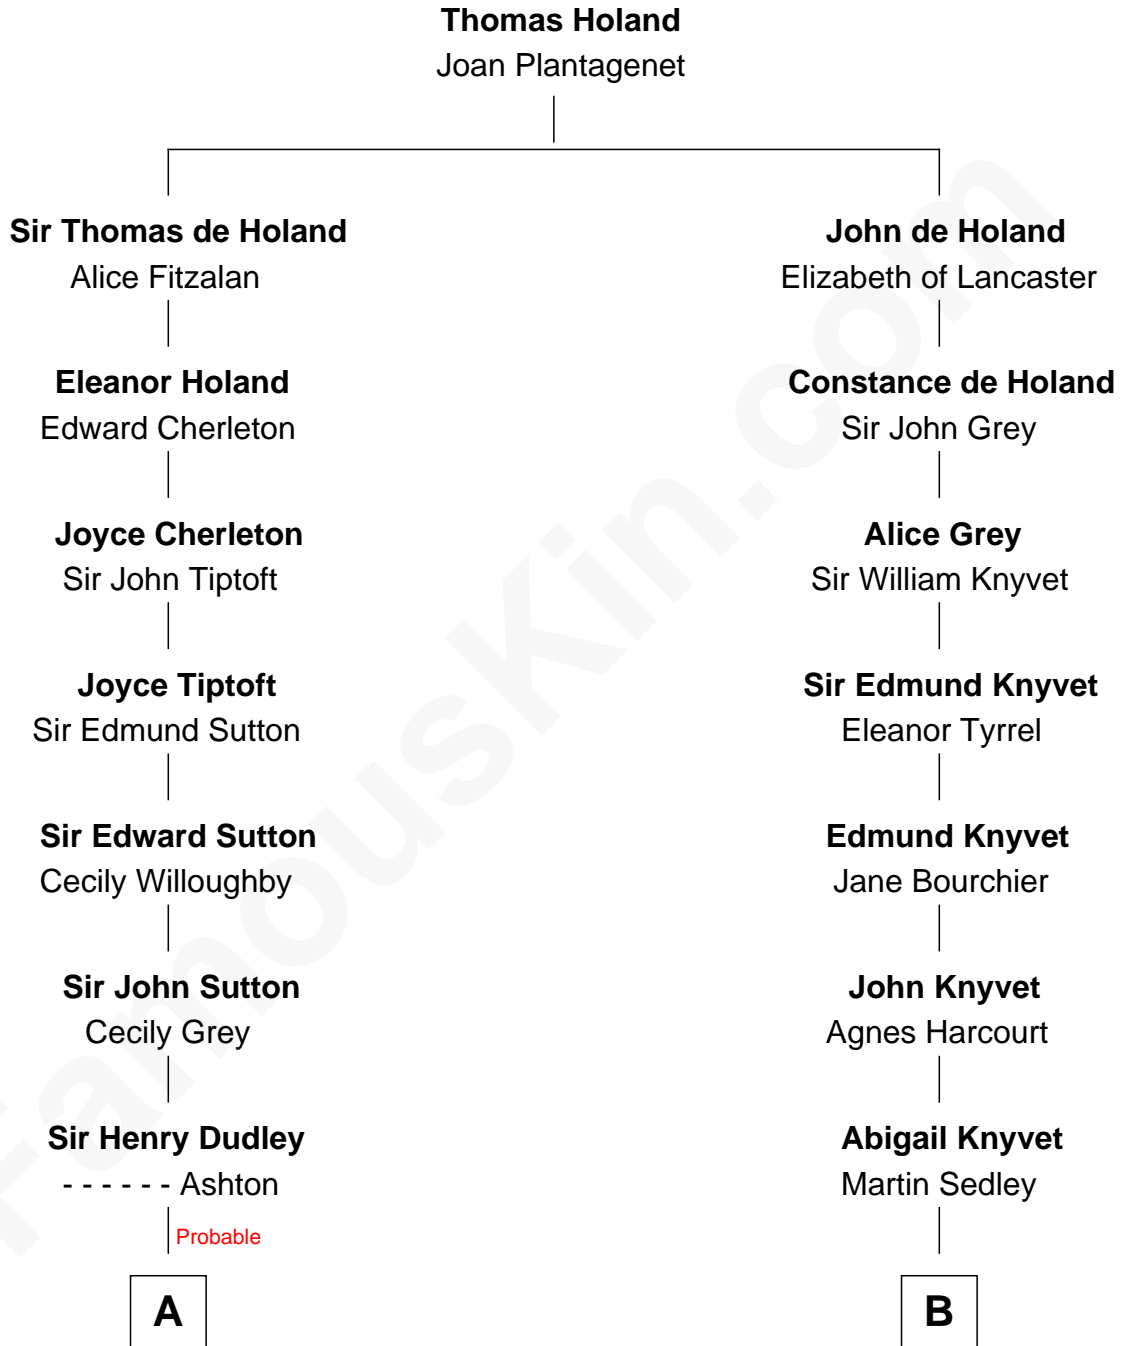 Thomas Holand
Joan Plantagenet
Sir Thomas de Holand
Alice Fitzalan
John de Holand
Elizabeth of Lancaster
Eleanor Holand
Edward Cherleton
Constance de Holand
Sir John Grey
Joyce Cherleton
Sir John Tiptoft
Alice Grey
Sir William Knyvet
Joyce Tiptoft
Sir Edmund Sutton
Sir Edmund Knyvet
Eleanor Tyrrel
Sir Edward Sutton
Cecily Willoughby
Edmund Knyvet
Jane Bourchier
Sir John Sutton
Cecily Grey
John Knyvet
Agnes Harcourt
Sir Henry Dudley
- - - - - - Ashton
Abigail Knyvet
Martin Sedley
Probable
A
B
FamousKin.com